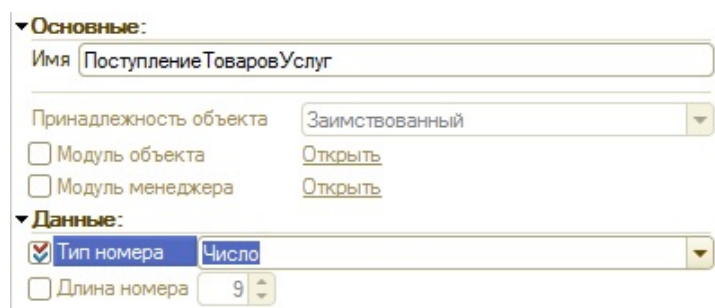 Основные:
Имя ПоступлениеТоваровУслуг
Принадлежность объекта Заимствованный
Модуль объекта Открыть
Модуль менеджера Открыть
Данные:
Тип номера Число
Длина номера 9